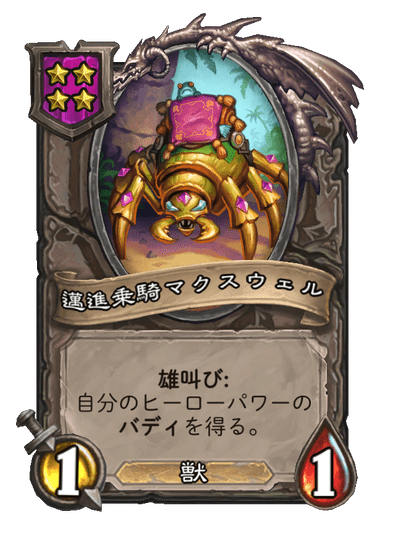 邁進乗騎マクスウェル
雄叫び:
自分のヒーローパワーの
バディを得る。
1
獣
1